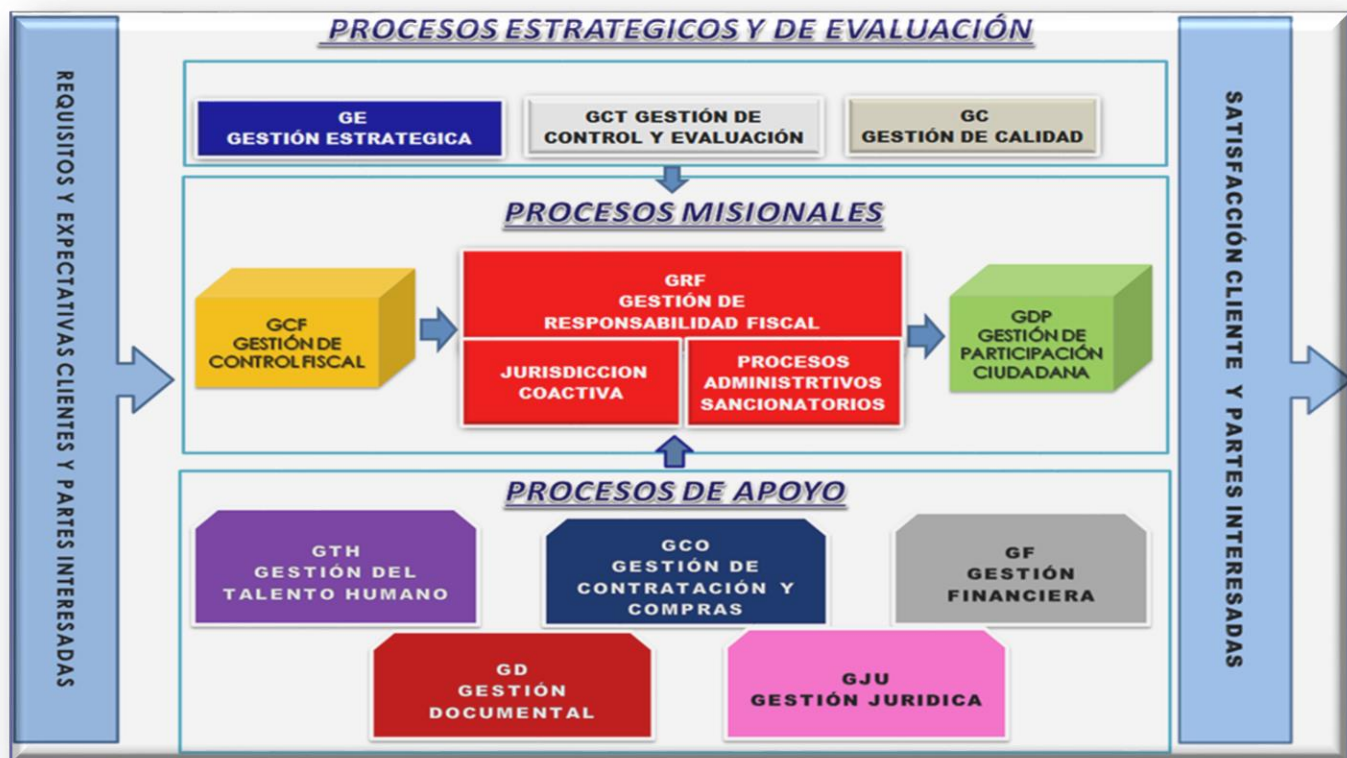 PROCESOS ESTRATEGICOS Y DE EVALUACIÓN
REQUISITOS Y EXPECTATIVAS CLIENTES Y PARTES INTERESADAS
GE
GESTIÓN ESTRATEGICA
GCT GESTIÓN DE
CONTROL Y EVALUACIÓN
GC
GESTIÓN DE CALIDAD
PROCESOS MISIONALES
GCF
GESTIÓN DE
CONTROL FISCAL
GRF
GESTIÓN DE
RESPONSABILIDAD FISCAL
JURISDICCION
COACTIVA
PROCESOS
ADMINISTRTIVOS
SANCIONATORIOS
GDP
GESTIÓN DE
PARTICIPACIÓN
CIUDADANA
PROCESOS DE APOYO
GTH
GESTIÓN DEL
TALENTO HUMANO
GCO
GESTIÓN DE
CONTRATACIÓN Y
COMPRAS
GF
GESTIÓN
FINANCIERA
GD
GESTIÓN
DOCUMENTAL
GJU
GESTIÓN JURIDICA
SATISFACCIÓN CLIENTE Y PARTES INTERESADAS